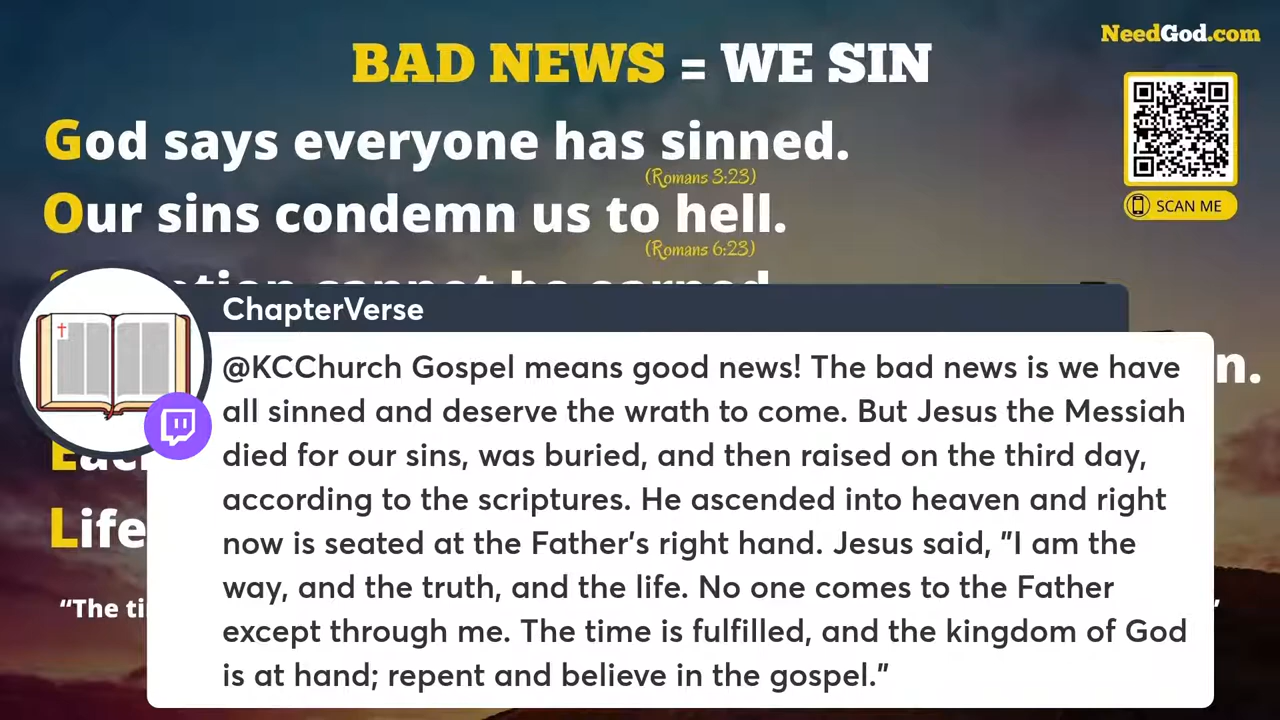 NeedGod.com
BAD NEWS = WE SIN
God says everyone has sinned.
(Romans 3:23)
Our sins condemn us to hell.
(Romans 6:23)
SCAN ME
cannot be earned
n.
ChapterVerse
@KCChurch Gospel means good news! The bad news is we have
all sinned and deserve the wrath to come. But Jesus the Messiah
died for our sins, was buried, and then raised on the third day,
according to the scriptures. He ascended into heaven and right
now is seated at the Father's right hand. Jesus said, "I am the
way, and the truth, and the life. No one comes to the Father
except through me. The time is fulfilled, and the kingdom of God
is at hand; repent and believe in the gospel."
Life
“The ti